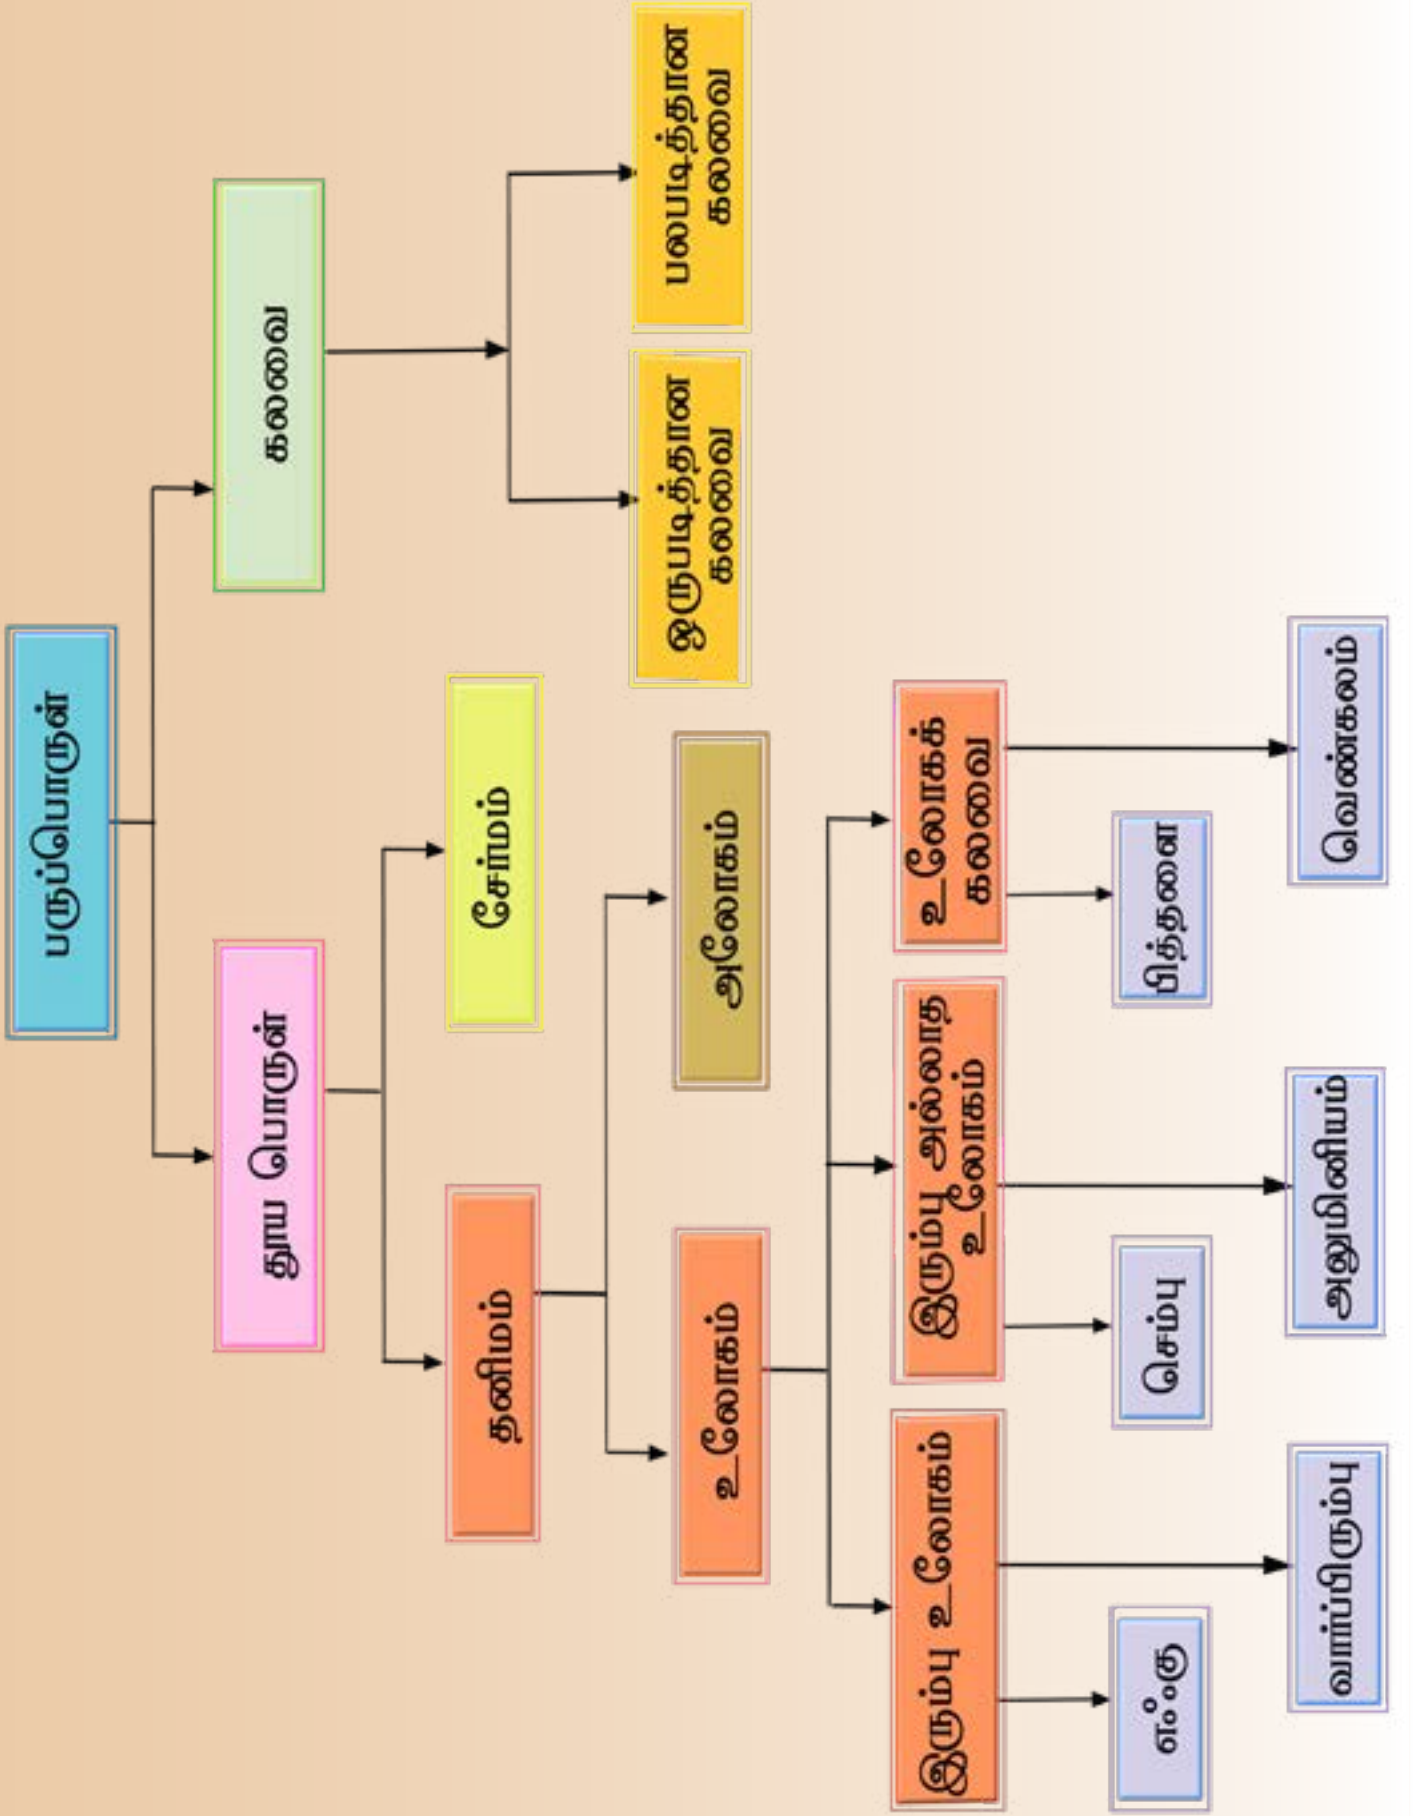 பருப்பொருள்
தூய பொருள்
கலவை
தனிமம்
சேர்மம்
ஒருபடித்தான
கலவை
பலபடித்தான
கலவை
உலோகம்
அலோகம்
இரும்பு உலோகம்
இரும்பு அல்லாத
உலோகம்
உலோகக்
கலவை
எஃகு
செம்பு
பித்தளை
வார்ப்பிரும்பு
அலுமினியம்
வெண்கலம்